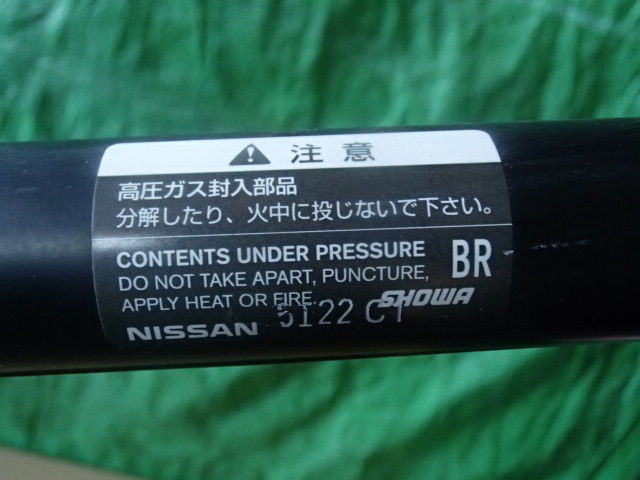 ⚠ 注意
高圧ガス封入部品
分解したり、火中に投じないで下さい。
CONTENTS UNDER PRESSURE
DO NOT TAKE APART, PUNCTURE,
APPLY HEAT OR FIRE.
BR
SHOWA
NISSAN
5122 C1